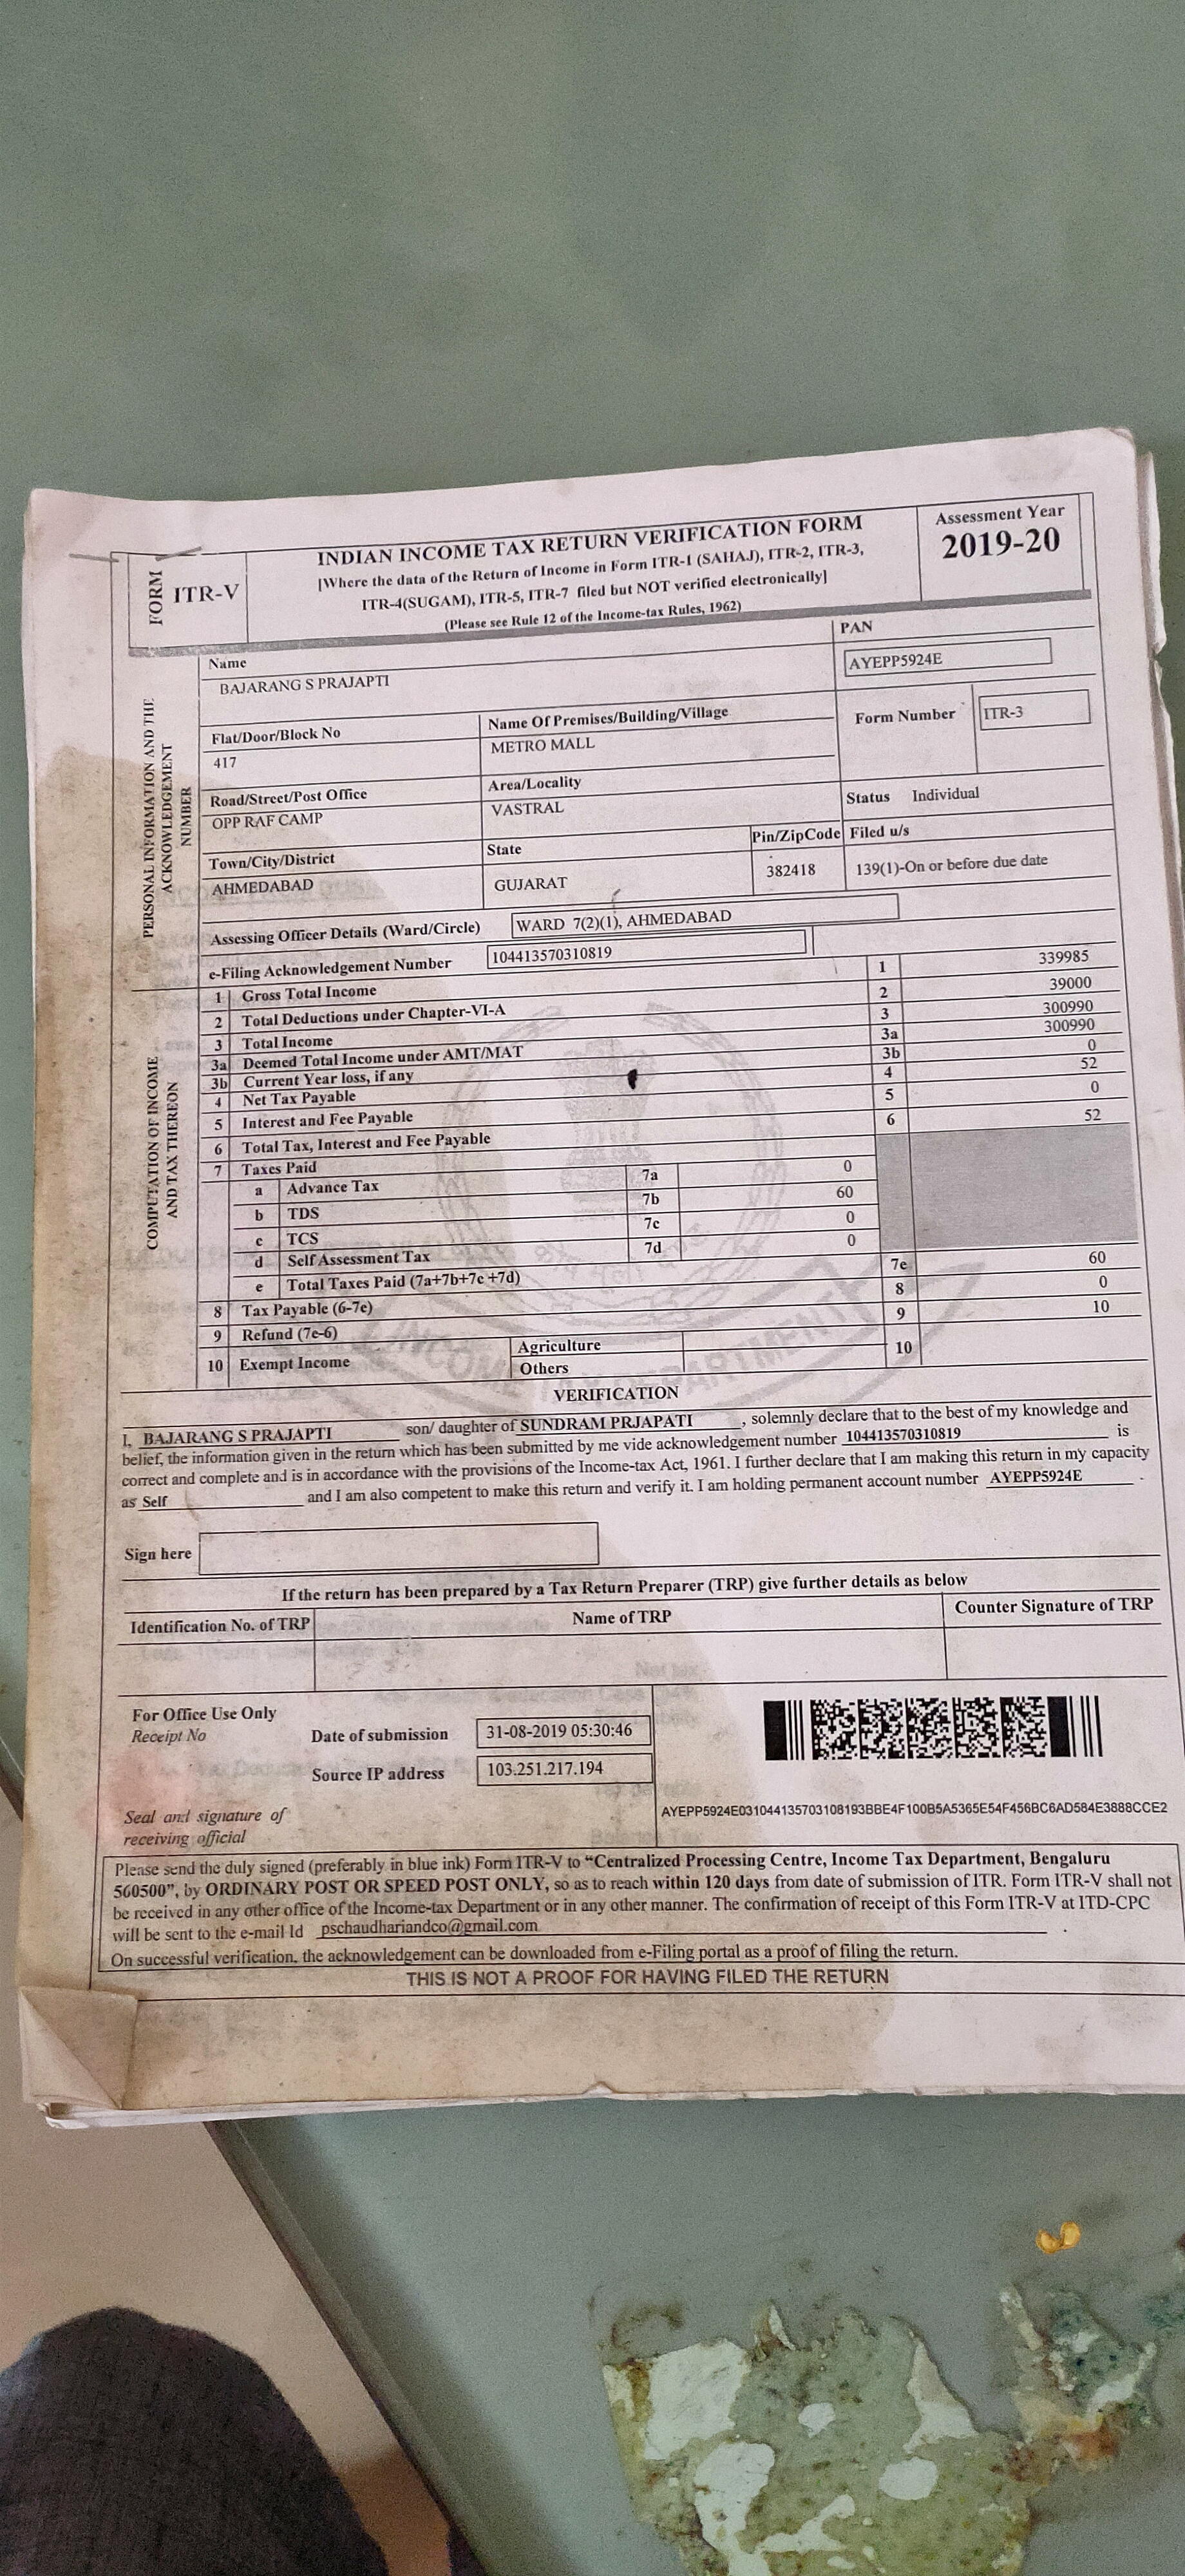 FORM ITR-V
INDIAN INCOME TAX RETURN VERIFICATION FORM
[Where the data of the Return of Income in Form ITR-1 (SAHAJ), ITR-2, ITR-3,
ITR-4(SUGAM), ITR-5, ITR-7 filed but NOT verified electronically]
(Please see Rule 12 of the Income-tax Rules, 1962)
Assessment Year
2019-20
PERSONAL INFORMATION AND THE
ACKNOWLEDGEMENT
NUMBER
Name
BAJARANG S PRAJAPTI
PAN
AYEPP5924E
Flat/Door/Block No
417
Name Of Premises/Building/Village
METRO MALL
Form Number ITR-3
Road/Street/Post Office
OPP RAF CAMP
Area/Locality
VASTRAL
Status Individual
Town/City/District
AHMEDABAD
State
GUJARAT
Pin/ZipCode
382418
Filed u/s
139(1)-On or before due date
Assessing Officer Details (Ward/Circle) WARD 7(2)(1), AHMEDABAD
e-Filing Acknowledgement Number 104413570310819
COMPUTATION OF INCOME
AND TAX THEREON
1 Gross Total Income 1 339985
2 Total Deductions under Chapter-VI-A 2 39000
3 Total Income 3 300990
3a Deemed Total Income under AMT/MAT 3a 300990
3b Current Year loss, if any 3b 0
4 Net Tax Payable 4 52
5 Interest and Fee Payable 5 0
6 Total Tax, Interest and Fee Payable 6 52
7 Taxes Paid
a Advance Tax 7a 0
b TDS 7b 60
c TCS 7c 0
d Self Assessment Tax 7d 0
e Total Taxes Paid (7a+7b+7c +7d) 7e 60
8 Tax Payable (6-7e) 8 0
9 Refund (7e-6) 9 10
10 Exempt Income Agriculture 10
Others
INCOME TAX DEPARTMENT
VERIFICATION
I, BAJARANG S PRAJAPTI son/ daughter of SUNDRAM PRJAPATI , solemnly declare that to the best of my knowledge and
belief, the information given in the return which has been submitted by me vide acknowledgement number 104413570310819 is
correct and complete and is in accordance with the provisions of the Income-tax Act, 1961. I further declare that I am making this return in my capacity
as Self and I am also competent to make this return and verify it. I am holding permanent account number AYEPP5924E .
Sign here
If the return has been prepared by a Tax Return Preparer (TRP) give further details as below
Identification No. of TRP Name of TRP Counter Signature of TRP
For Office Use Only
Receipt No
Date of submission 31-08-2019 05:30:46
Source IP address 103.251.217.194
Seal and signature of
receiving official
AYEPP5924E031044135703108193BBE4F100B5A5365E54F456BC6AD584E3888CCE2
Please send the duly signed (preferably in blue ink) Form ITR-V to “Centralized Processing Centre, Income Tax Department, Bengaluru
560500”, by ORDINARY POST OR SPEED POST ONLY, so as to reach within 120 days from date of submission of ITR. Form ITR-V shall not
be received in any other office of the Income-tax Department or in any other manner. The confirmation of receipt of this Form ITR-V at ITD-CPC
will be sent to the e-mail Id pschaudhariandco@gmail.com .
On successful verification, the acknowledgement can be downloaded from e-Filing portal as a proof of filing the return.
THIS IS NOT A PROOF FOR HAVING FILED THE RETURN